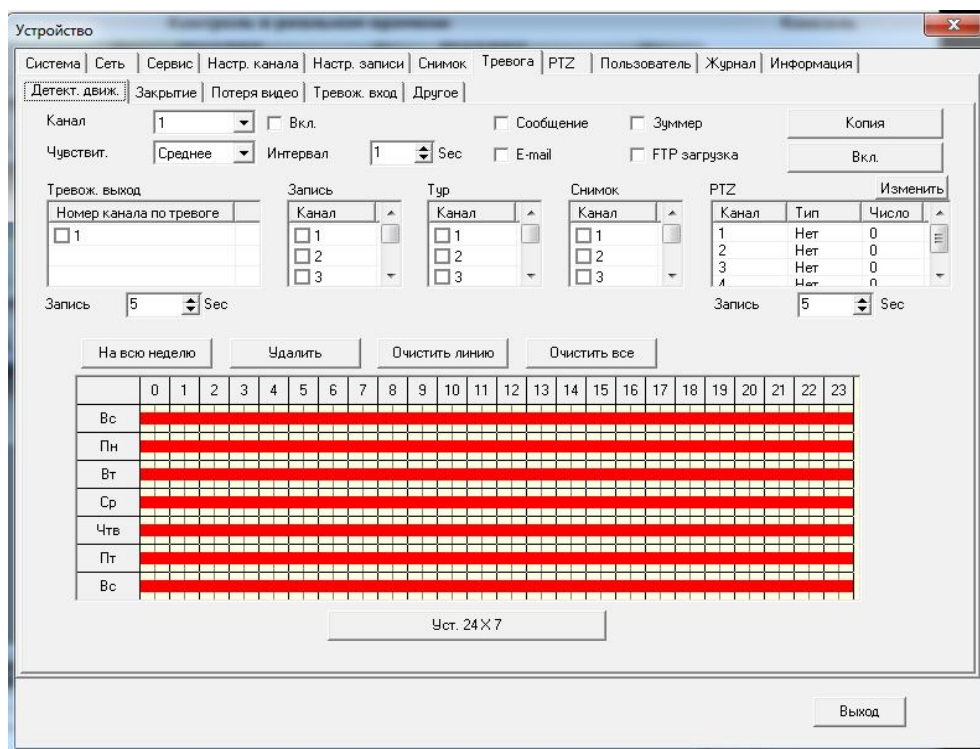 Устройство
Система Сеть Сервис Настр. канала Настр. записи Снимок Тревога PTZ Пользователь Журнал Информация
Детект. движ. Закрытие Потеря видео Тревож. вход Другое
Канал 1 Вкл. Сообщение Зуммер Копия
Чувствит. Среднее Интервал 1 Sec E-mail FTP загрузка Вкл.
Тревож. выход Запись Тур Снимок PTZ Изменить
Номер канала по тревоге Канал Канал Канал Канал Тип Число
1 1 1 1 1 Нет 0
2 2 2 2 Нет 0
3 3 3 3 Нет 0
4 Нет 0
Запись 5 Sec Запись 5 Sec
На всю неделю Удалить Очистить линию Очистить все
0 1 2 3 4 5 6 7 8 9 10 11 12 13 14 15 16 17 18 19 20 21 22 23
Вс
Пн
Вт
Ср
Чтв
Пт
Вс
Уст. 24 X 7
Выход